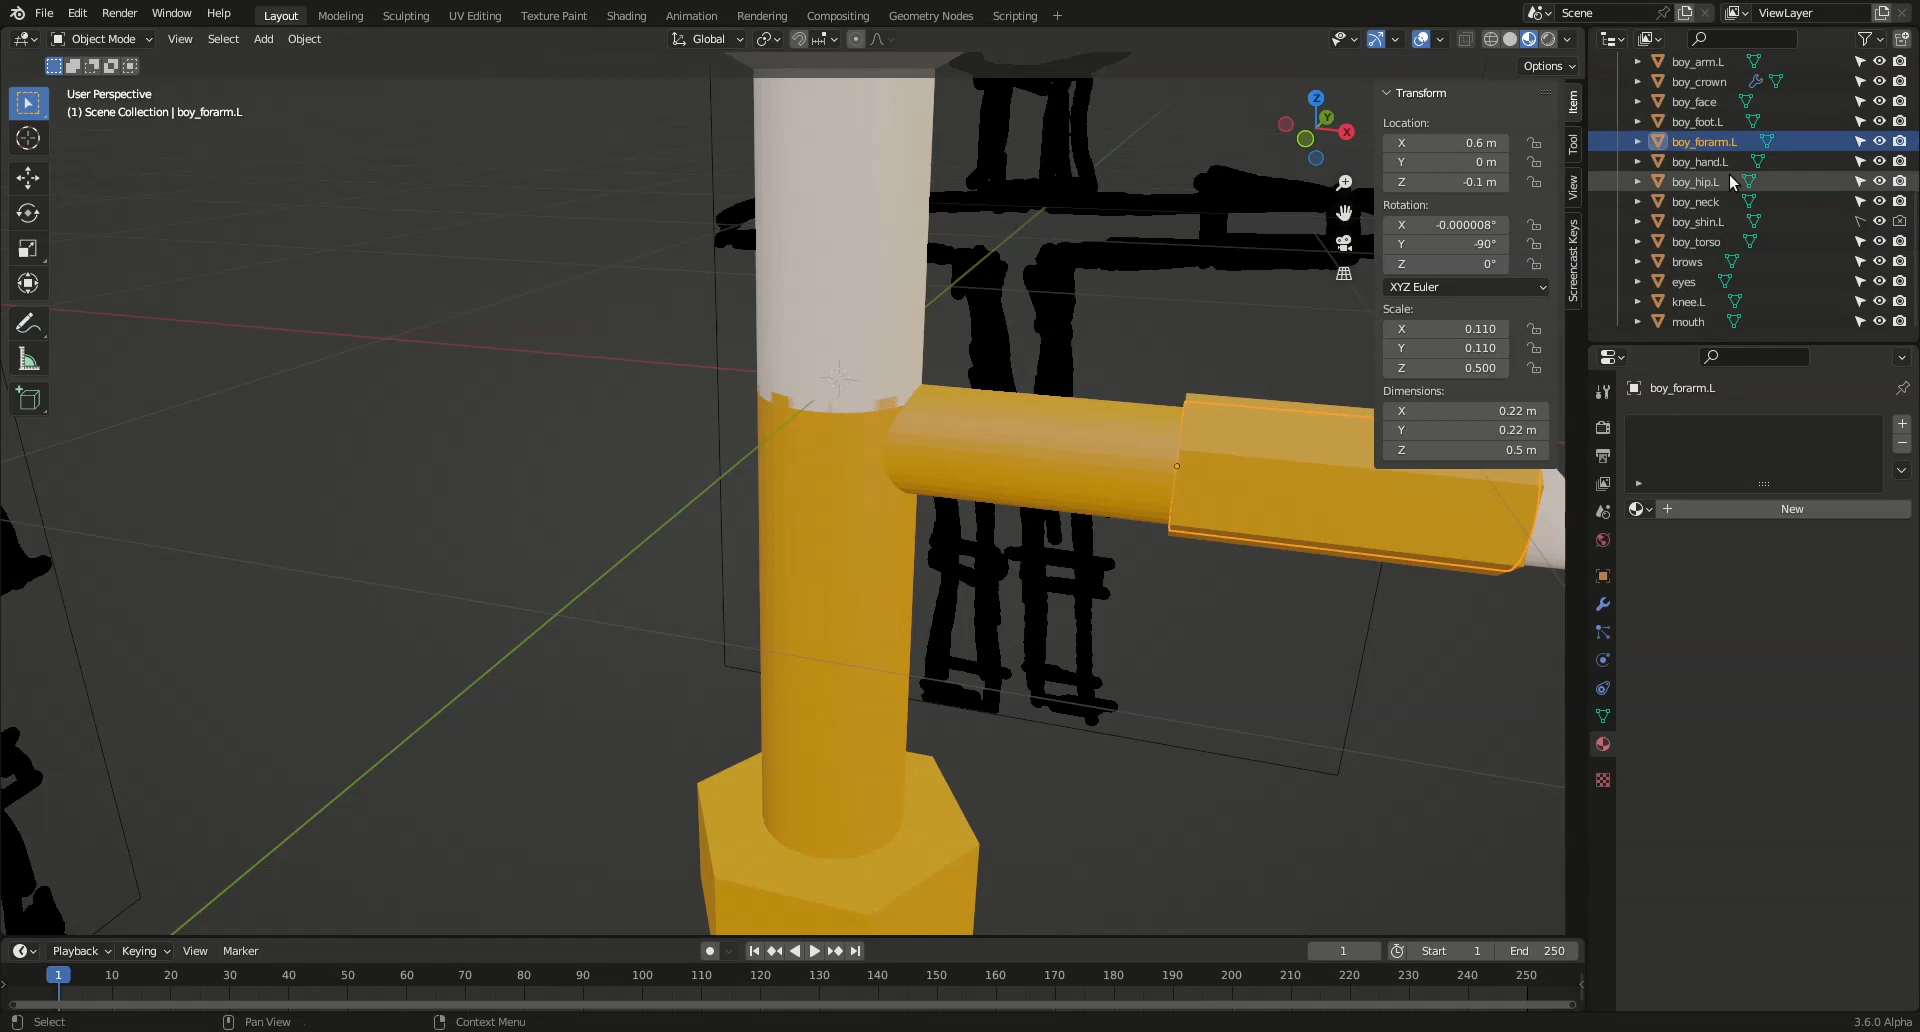 File Edit Render Window Help Layout Modeling Sculpting UV Editing Texture Paint Shading Animation Rendering Compositing Geometry Nodes Scripting + Scene ViewLayer
Object Mode View Select Add Object Global
Options
User Perspective
(1) Scene Collection | boy_forarm.L
Z
Y
X
Transform
Location:
X 0.6 m
Y 0 m
Z -0.1 m
Rotation:
X -0.000008°
Y -90°
Z 0°
XYZ Euler
Scale:
X 0.110
Y 0.110
Z 0.500
Dimensions:
X 0.22 m
Y 0.22 m
Z 0.5 m
Item
Tool
View
Screencast Keys
boy_arm.L
boy_crown
boy_face
boy_foot.L
boy_forarm.L
boy_hand.L
boy_hip.L
boy_neck
boy_shin.L
boy_torso
brows
eyes
knee.L
mouth
boy_forarm.L
New
Playback Keying View Marker 1 Start 1 End 250
1 10 20 30 40 50 60 70 80 90 100 110 120 130 140 150 160 170 180 190 200 210 220 230 240 250
Select Pan View Context Menu 3.6.0 Alpha